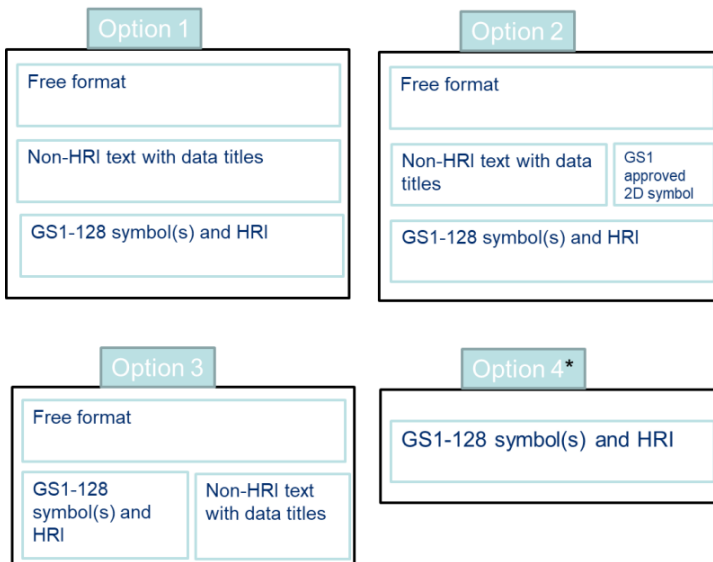 Option 1
Free format
Non-HRI text with data titles
GS1-128 symbol(s) and HRI
Option 2
Free format
Non-HRI text with data
titles
GS1
approved
2D symbol
GS1-128 symbol(s) and HRI
Option 3
Free format
GS1-128
symbol(s) and
HRI
Non-HRI text
with data titles
Option 4*
GS1-128 symbol(s) and HRI